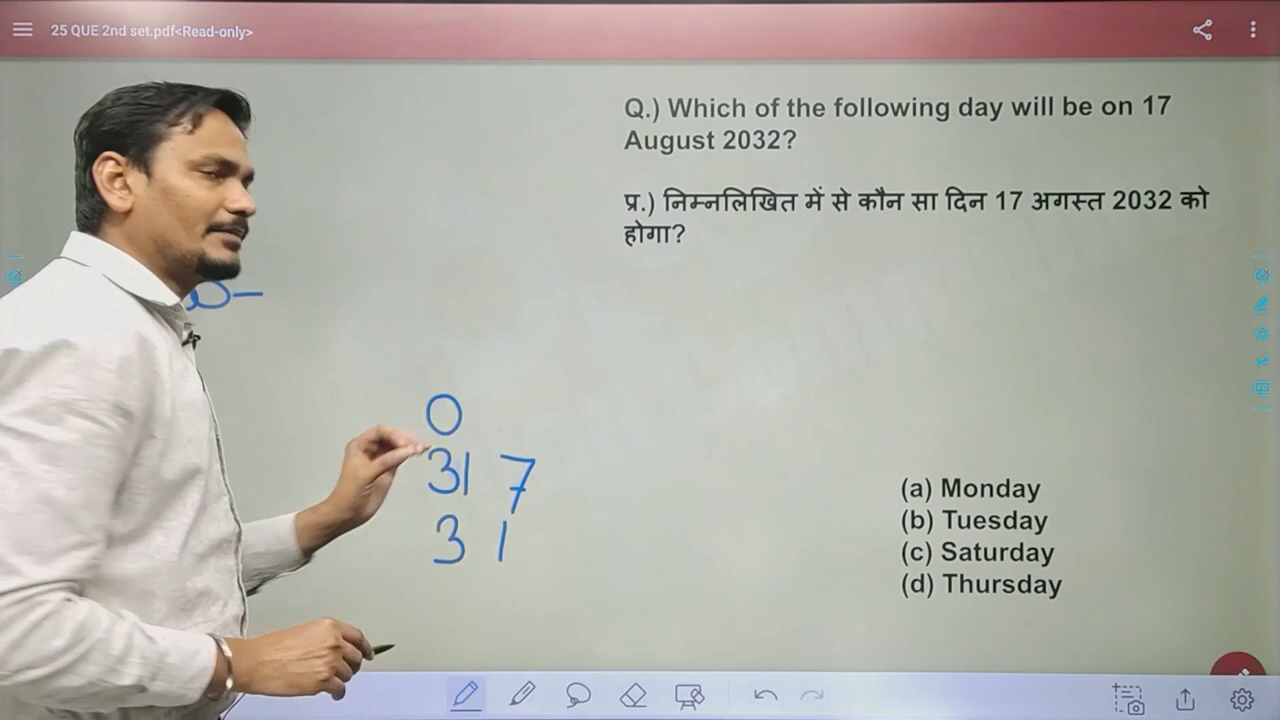 25 QUE 2nd set.pdf<Read-only>
Q.) Which of the following day will be on 17
August 2032?
प्र.) निम्नलिखित में से कौन सा दिन 17 अगस्त 2032 को
होगा?
0
31 7
3 1
(a) Monday
(b) Tuesday
(c) Saturday
(d) Thursday